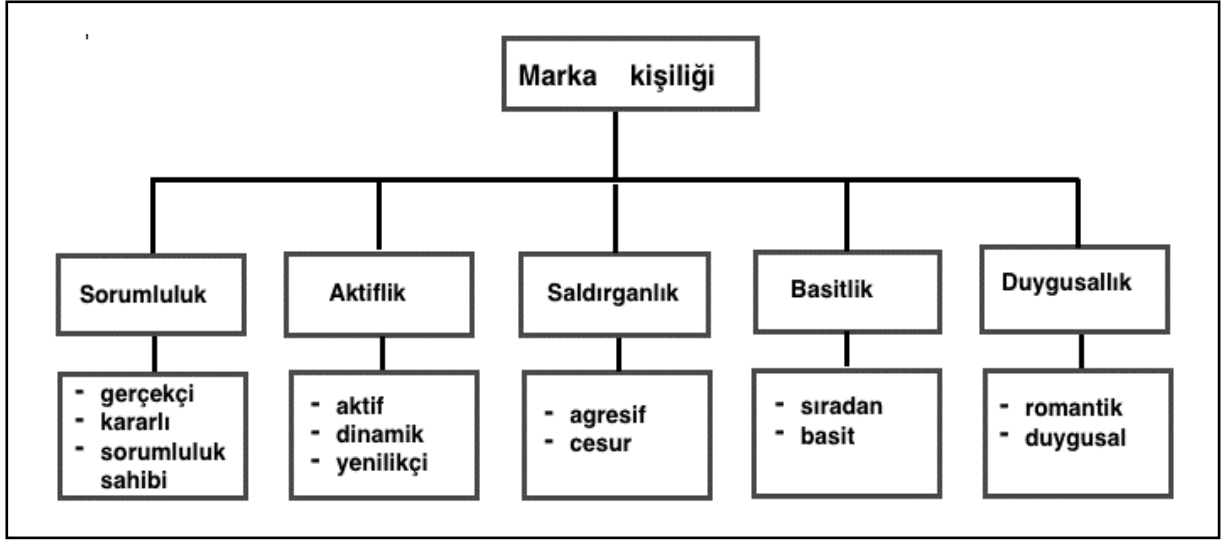 Marka kişiliği
Sorumluluk
Aktiflik
Saldırganlık
Basitlik
Duygusallık
- gerçekçi
- kararlı
- sorumluluk
sahibi
- aktif
- dinamik
- yenilikçi
- agresif
- cesur
- sıradan
- basit
- romantik
- duygusal